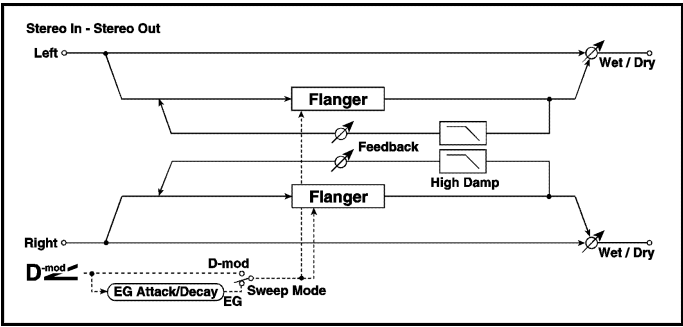 Stereo In - Stereo Out
Left
Wet / Dry
Flanger
Feedback
High Damp
Flanger
Right
Wet / Dry
D-mod
D-mod
EG Attack/Decay
EG
Sweep Mode